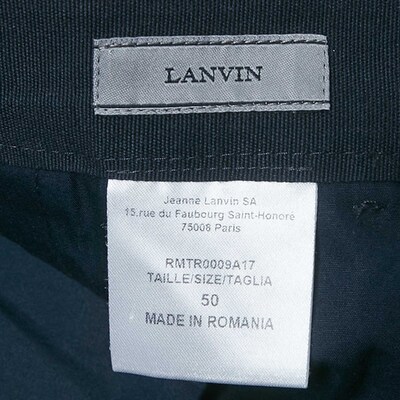 LANVIN
Jeanne Lanvin SA
15,rue du Faubourg Saint-Honore
75008 Paris
RMTR0009A17
TAILLE/SIZE/TAGLIA
50
MADE IN ROMANIA